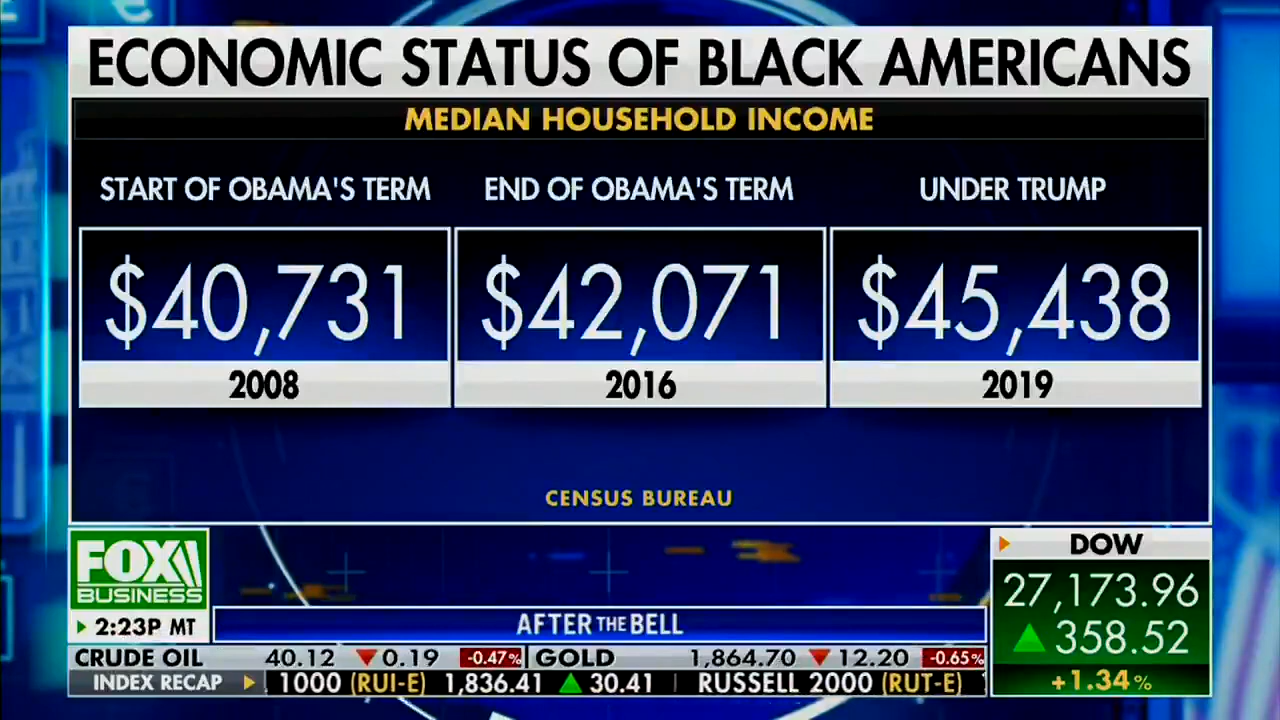 ECONOMIC STATUS OF BLACK AMERICANS
MEDIAN HOUSEHOLD INCOME
START OF OBAMA'S TERM
$40,731
2008
END OF OBAMA'S TERM
$42,071
2016
UNDER TRUMP
$45,438
2019
CENSUS BUREAU
FOX
BUSINESS
2:23P MT
AFTER THE BELL
DOW
27,173.96
▲ 358.52
+1.34%
CRUDE OIL 40.12 ▼ 0.19 -0.47% GOLD 1,864.70 ▼ 12.20 -0.65%
INDEX RECAP 1000 (RUI-E) 1,836.41 ▲ 30.41 | RUSSELL 2000 (RUT-E)